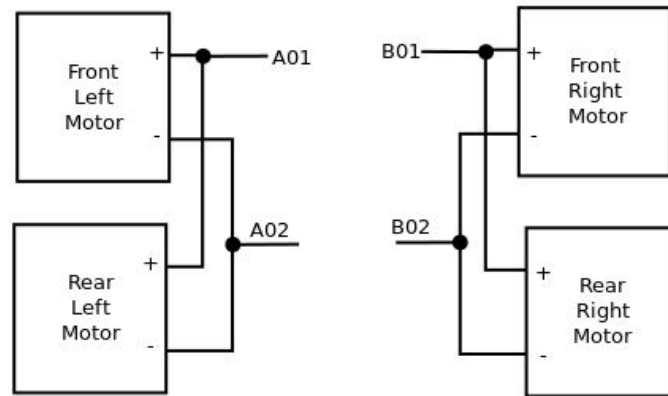 +
A01
Front
Left
Motor
-
B01
+
Front
Right
Motor
-
A02
+
Rear
Left
Motor
-
B02
+
Rear
Right
Motor
-